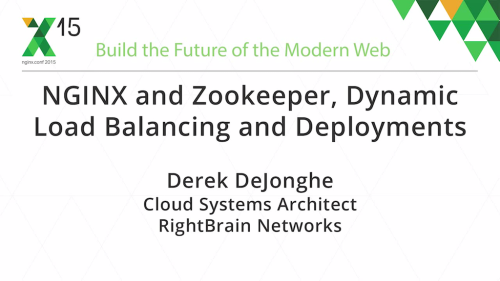 15
nginx.conf 2015
Build the Future of the Modern Web
NGINX and Zookeeper, Dynamic
Load Balancing and Deployments
Derek DeJonghe
Cloud Systems Architect
RightBrain Networks